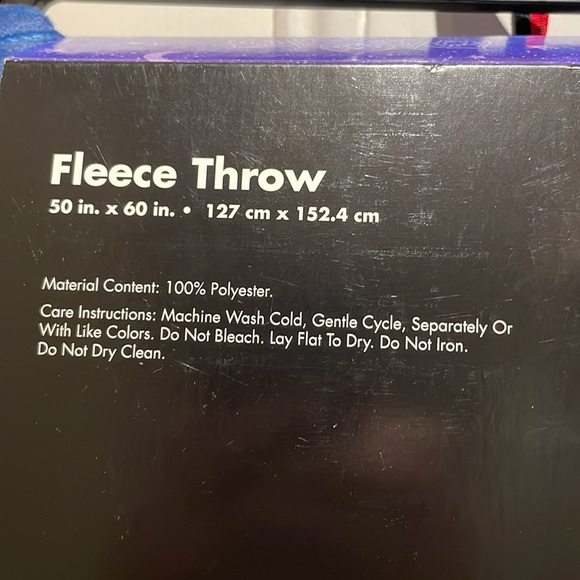 Fleece Throw
50 in. x 60 in. • 127 cm x 152.4 cm
Material Content: 100% Polyester.
Care Instructions: Machine Wash Cold, Gentle Cycle, Separately Or
With Like Colors. Do Not Bleach. Lay Flat To Dry. Do Not Iron.
Do Not Dry Clean.